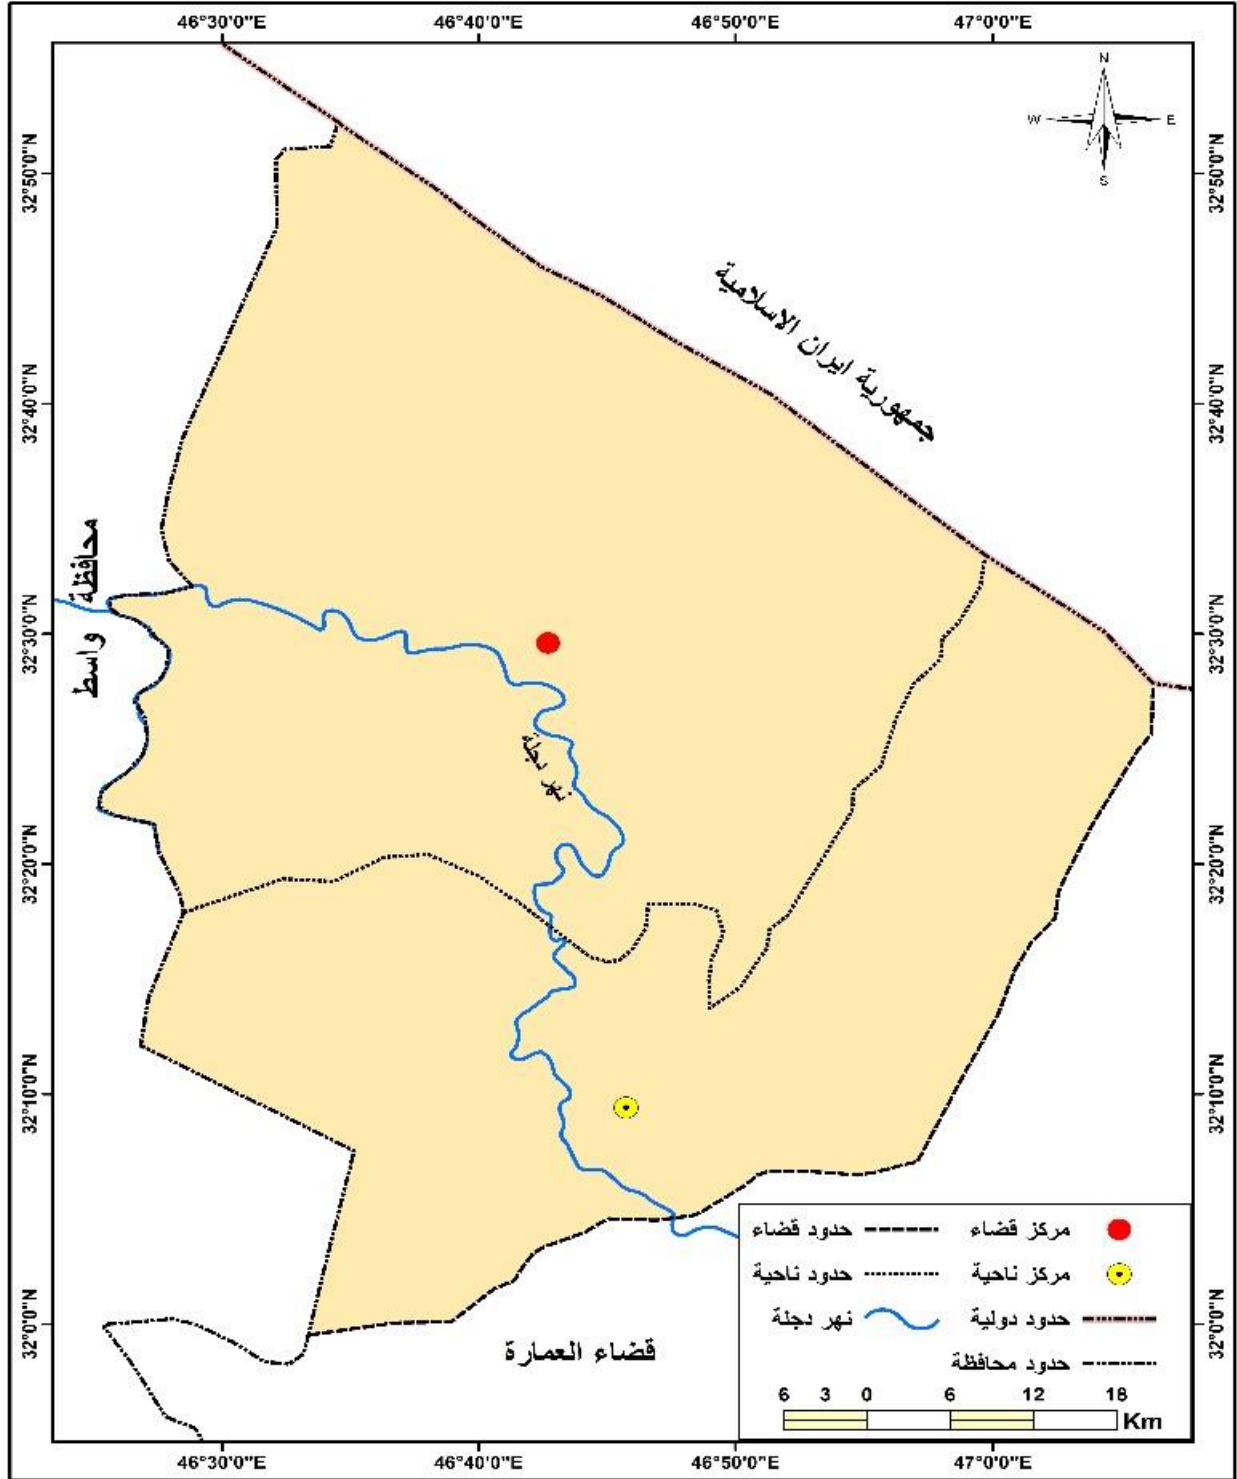 46°30'0"E 46°40'0"E 46°50'0"E 47°0'0"E
N
W E
S
32°50'0"N 32°50'0"N
جمهورية ايران الاسلامية
32°40'0"N 32°40'0"N
محافظة واسط
32°30'0"N 32°30'0"N
نهر دجلة
32°20'0"N 32°20'0"N
32°10'0"N 32°10'0"N
مركز قضاء حدود قضاء
مركز ناحية حدود ناحية
حدود دولية نهر دجلة
حدود محافظة
32°0'0"N 32°0'0"N
قضاء العمارة
6 3 0 6 12 18
Km
46°30'0"E 46°40'0"E 46°50'0"E 47°0'0"E